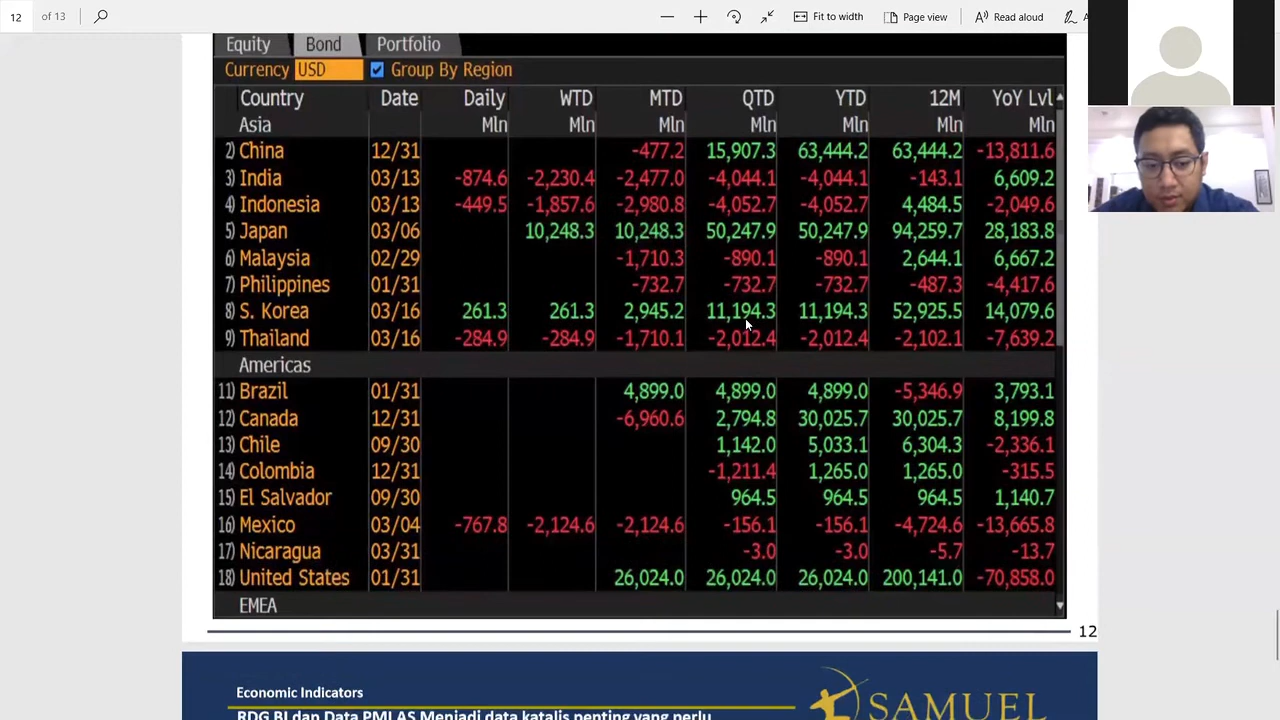 12 of 13 Fit to width Page view Read aloud
Equity Bond Portfolio
Currency USD Group By Region
Country Date Daily WTD MTD QTD YTD 12M YoY Lvl
Asia Mln Mln Mln Mln Mln Mln Mln
2) China 12/31 -477.2 15,907.3 63,444.2 63,444.2 -13,811.6
3) India 03/13 -874.6 -2,230.4 -2,477.0 -4,044.1 -4,044.1 -143.1 6,609.2
4) Indonesia 03/13 -449.5 -1,857.6 -2,980.8 -4,052.7 -4,052.7 4,484.5 -2,049.6
5) Japan 03/06 10,248.3 10,248.3 50,247.9 50,247.9 94,259.7 28,183.8
6) Malaysia 02/29 -1,710.3 -890.1 -890.1 2,644.1 6,667.2
7) Philippines 01/31 -732.7 -732.7 -732.7 -487.3 -4,417.6
8) S. Korea 03/16 261.3 261.3 2,945.2 11,194.3 11,194.3 52,925.5 14,079.6
9) Thailand 03/16 -284.9 -284.9 -1,710.1 -2,012.4 -2,012.4 -2,102.1 -7,639.2
Americas
11) Brazil 01/31 4,899.0 4,899.0 4,899.0 -5,346.9 3,793.1
12) Canada 12/31 -6,960.6 2,794.8 30,025.7 30,025.7 8,199.8
13) Chile 09/30 1,142.0 5,033.1 6,304.3 -2,336.1
14) Colombia 12/31 -1,211.4 1,265.0 1,265.0 -315.5
15) El Salvador 09/30 964.5 964.5 964.5 1,140.7
16) Mexico 03/04 -767.8 -2,124.6 -2,124.6 -156.1 -156.1 -4,724.6 -13,665.8
17) Nicaragua 03/31 -3.0 -3.0 -5.7 -13.7
18) United States 01/31 26,024.0 26,024.0 26,024.0 200,141.0 -70,858.0
EMEA
12
Economic Indicators
RDG BI dan Data PMI AS Menjadi data katalis penting yang perlu
SAMUEL